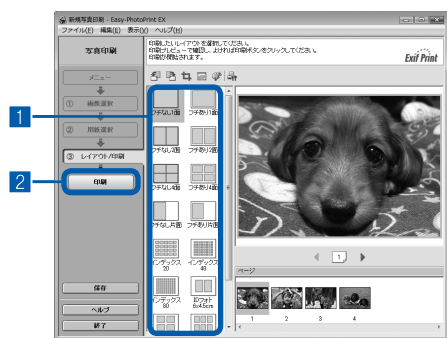 新規写真印刷 - Easy-PhotoPrint EX
ファイル(F) 編集(E) 表示(V) ヘルプ(H)
写真印刷
印刷したいレイアウトを選択してください。
印刷プレビューで確認し、よければ印刷ボタンをクリックしてください。
印刷が開始されます。
Exif Print
メニュー
① 画像選択
② 用紙選択
③ レイアウト/印刷
印刷
1
2
フチなし1面 フチあり1面
フチなし2面 フチあり2面
フチなし4面 フチあり4面
フチなし片面 フチあり片面
インデックス 20 インデックス 48
インデックス 80 IDフォト 6x4.5cm
1
ページ
1 2 3 4
保存
ヘルプ
終了